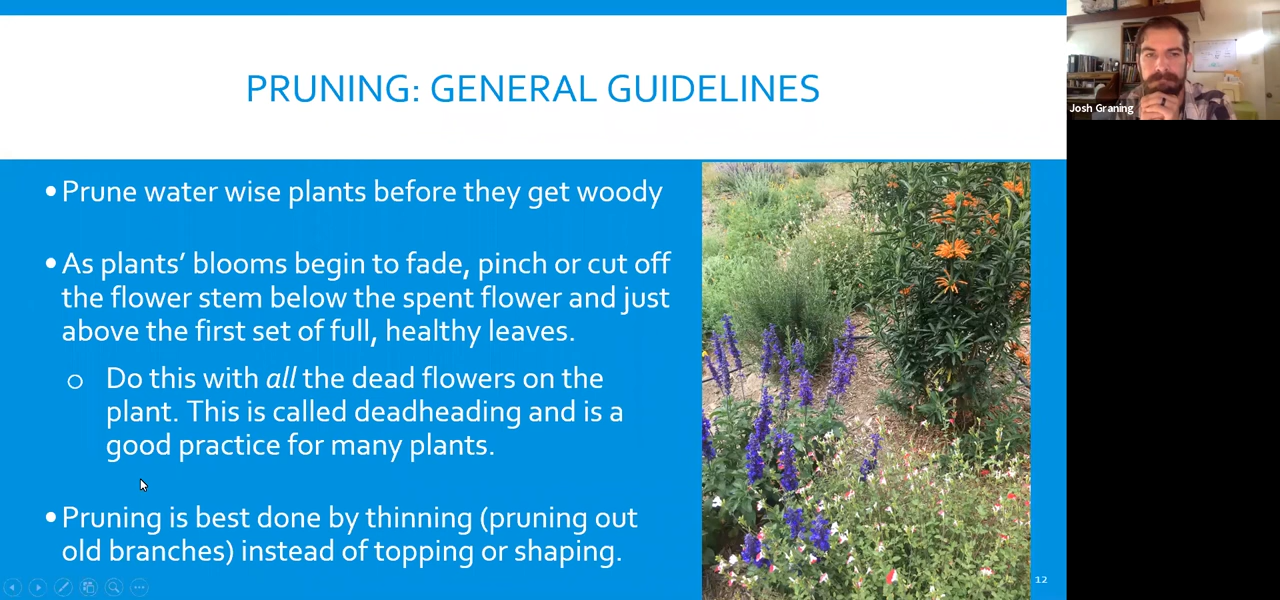 PRUNING: GENERAL GUIDELINES
Josh Graning
•Prune water wise plants before they get woody
•As plants’ blooms begin to fade, pinch or cut off
the flower stem below the spent flower and just
above the first set of full, healthy leaves.
o Do this with all the dead flowers on the
plant. This is called deadheading and is a
good practice for many plants.
•Pruning is best done by thinning (pruning out
old branches) instead of topping or shaping.
12